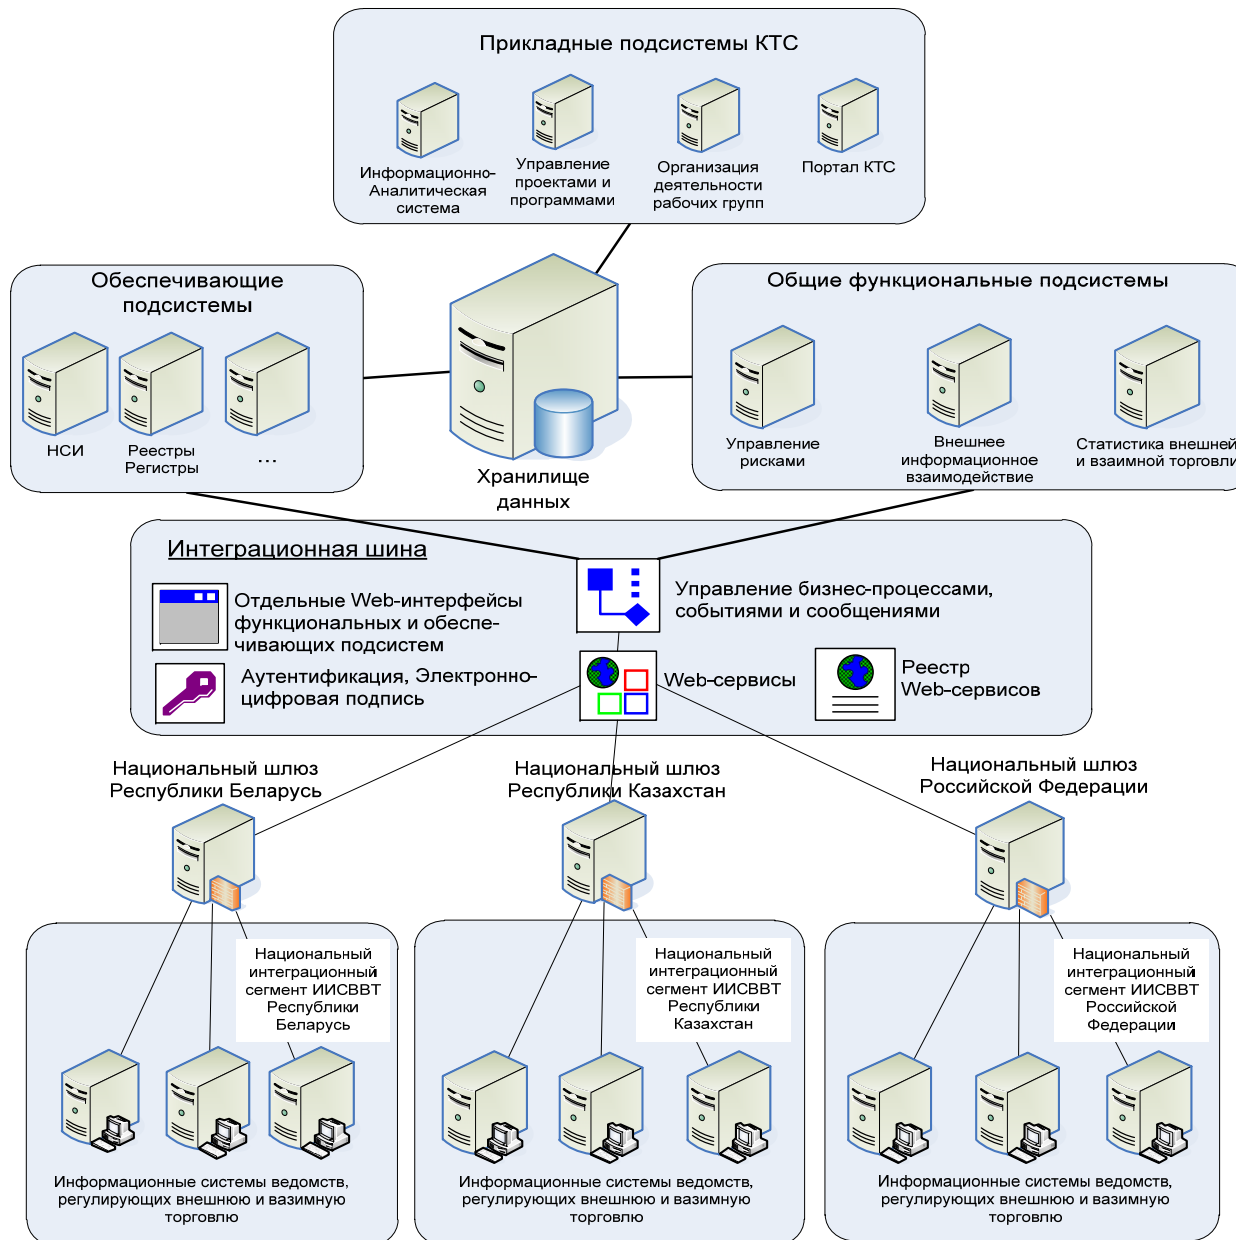 Прикладные подсистемы КТС
Информационно-
Аналитическая
система
Управление
проектами и
программами
Организация
деятельности
рабочих групп
Портал КТС
Обеспечивающие
подсистемы
НСИ
Реестры
Регистры
...
Хранилище
данных
Общие функциональные подсистемы
Управление
рисками
Внешнее
информационное
взаимодействие
Статистика внешней
и взаимной торговли
Интеграционная шина
Отдельные Web-интерфейсы
функциональных и обеспе-
чивающих подсистем
Аутентификация, Электронно-
цифровая подпись
Управление бизнес-процессами,
событиями и сообщениями
Web-сервисы
Реестр
Web-сервисов
Национальный шлюз
Республики Беларусь
Национальный шлюз
Республики Казахстан
Национальный шлюз
Российской Федерации
Национальный
интеграционный
сегмент ИИСВВТ
Республики
Беларусь
Информационные системы ведомств,
регулирующих внешнюю и вазимную
торговлю
Национальный
интеграционный
сегмент ИИСВВТ
Республики
Казахстан
Информационные системы ведомств,
регулирующих внешнюю и вазимную
торговлю
Национальный
интеграционный
сегмент ИИСВВТ
Российской
Федерации
Информационные системы ведомств,
регулирующих внешнюю и вазимную
торговлю